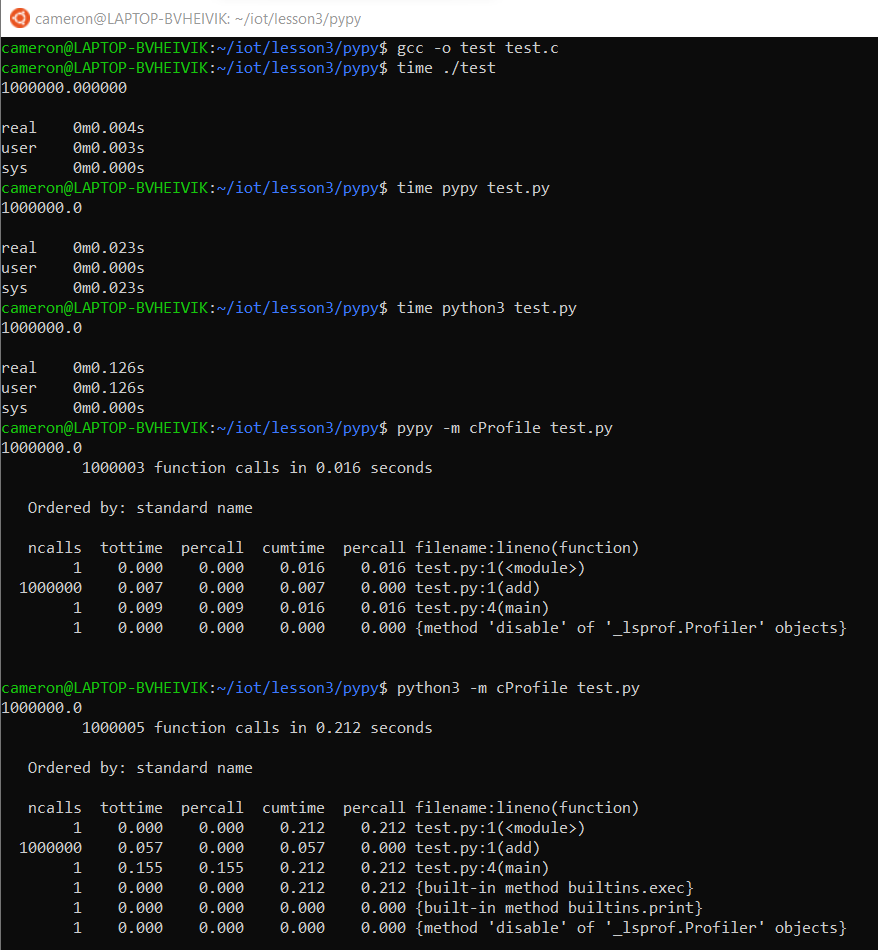 cameron@LAPTOP-BVHEIVIK: ~/iot/lesson3/pypy
cameron@LAPTOP-BVHEIVIK:~/iot/lesson3/pypy$ gcc -o test test.c
cameron@LAPTOP-BVHEIVIK:~/iot/lesson3/pypy$ time ./test
1000000.000000
real 0m0.004s
user 0m0.003s
sys 0m0.000s
cameron@LAPTOP-BVHEIVIK:~/iot/lesson3/pypy$ time pypy test.py
1000000.0
real 0m0.023s
user 0m0.000s
sys 0m0.023s
cameron@LAPTOP-BVHEIVIK:~/iot/lesson3/pypy$ time python3 test.py
1000000.0
real 0m0.126s
user 0m0.126s
sys 0m0.000s
cameron@LAPTOP-BVHEIVIK:~/iot/lesson3/pypy$ pypy -m cProfile test.py
1000000.0
1000003 function calls in 0.016 seconds
Ordered by: standard name
ncalls tottime percall cumtime percall filename:lineno(function)
1 0.000 0.000 0.016 0.016 test.py:1(<module>)
1000000 0.007 0.000 0.007 0.000 test.py:1(add)
1 0.009 0.009 0.016 0.016 test.py:4(main)
1 0.000 0.000 0.000 0.000 {method 'disable' of '_lsprof.Profiler' objects}
cameron@LAPTOP-BVHEIVIK:~/iot/lesson3/pypy$ python3 -m cProfile test.py
1000000.0
1000005 function calls in 0.212 seconds
Ordered by: standard name
ncalls tottime percall cumtime percall filename:lineno(function)
1 0.000 0.000 0.212 0.212 test.py:1(<module>)
1000000 0.057 0.000 0.057 0.000 test.py:1(add)
1 0.155 0.155 0.212 0.212 test.py:4(main)
1 0.000 0.000 0.212 0.212 {built-in method builtins.exec}
1 0.000 0.000 0.000 0.000 {built-in method builtins.print}
1 0.000 0.000 0.000 0.000 {method 'disable' of '_lsprof.Profiler' objects}